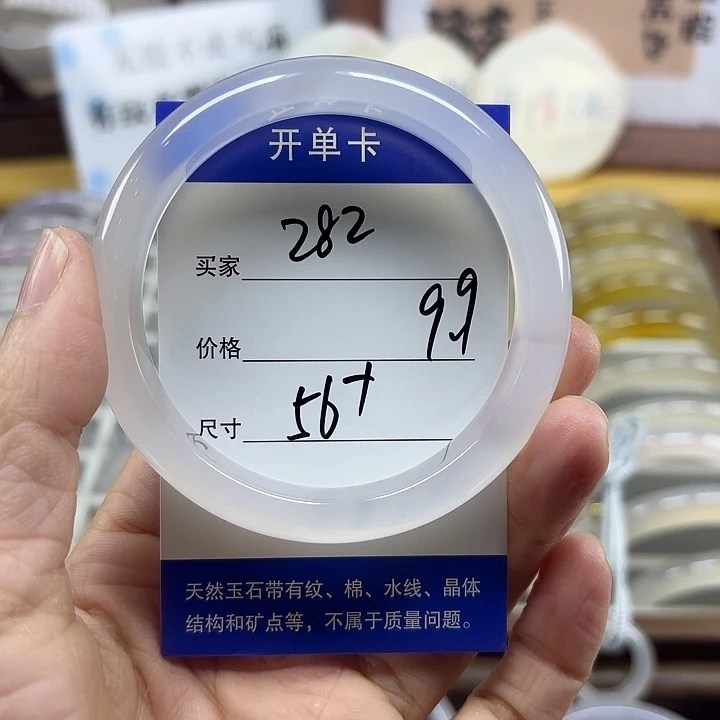 开单卡
买家 282
价格 99
尺寸 56+
天然玉石带有纹、棉、水线、晶体
结构和矿点等，不属于质量问题。